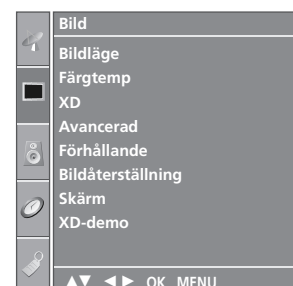 Bild
Bildläge
Färgtemp
XD
Avancerad
Förhållande
Bildåterställning
Skärm
XD-demo
▲▼ ◄► OK MENU